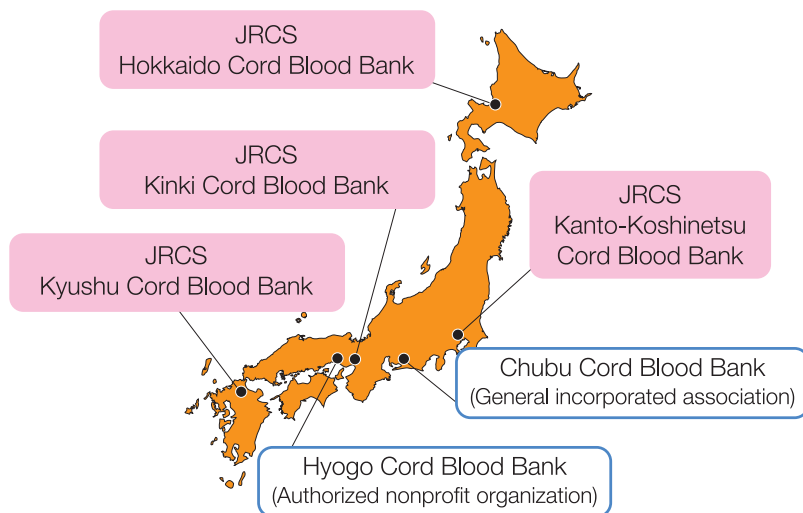 JRCS
Hokkaido Cord Blood Bank
JRCS
Kinki Cord Blood Bank
JRCS
Kanto-Koshinetsu
Cord Blood Bank
JRCS
Kyushu Cord Blood Bank
Chubu Cord Blood Bank
(General incorporated association)
Hyogo Cord Blood Bank
(Authorized nonprofit organization)